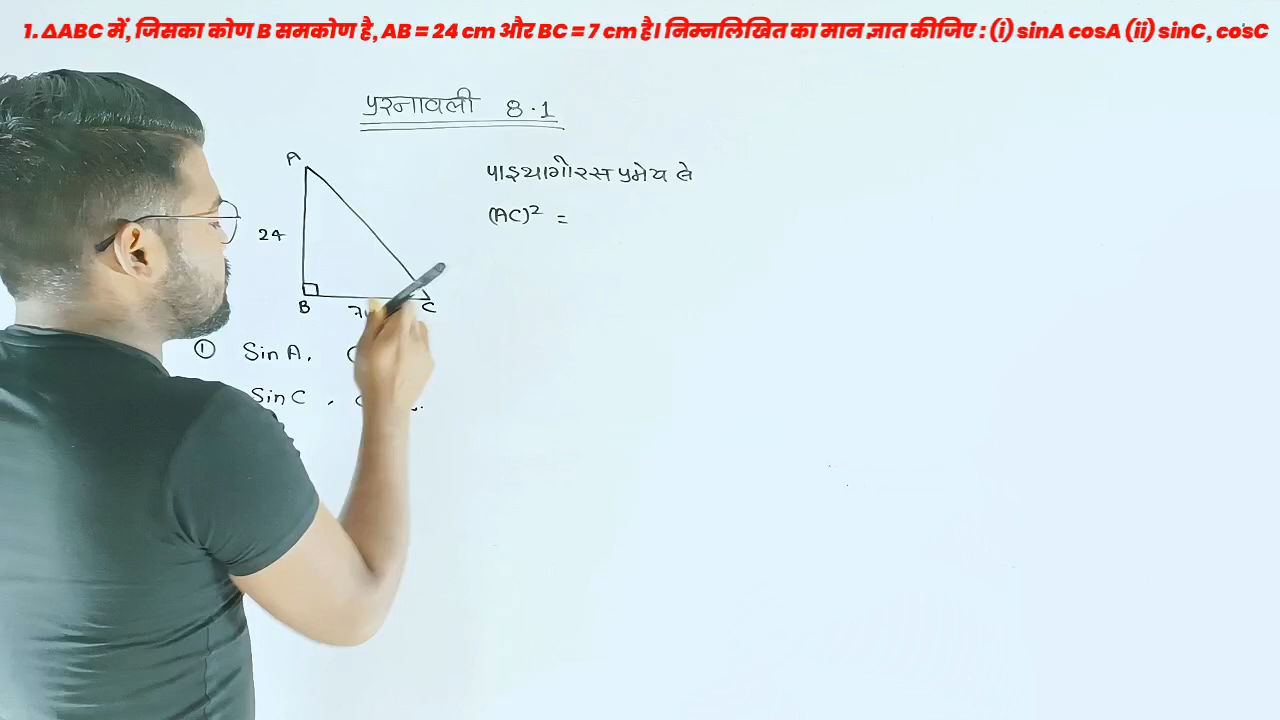 1. ΔABC में, जिसका कोण B समकोण है, AB = 24 cm और BC = 7 cm है। निम्नलिखित का मान ज्ञात कीजिए : (i) sinA cosA (ii) sinC, cosC
प्रश्नावली 8.1
A
पाइथागोरस प्रमेय से
(AC)² =
24
B
C
① Sin A,
Sin C ,